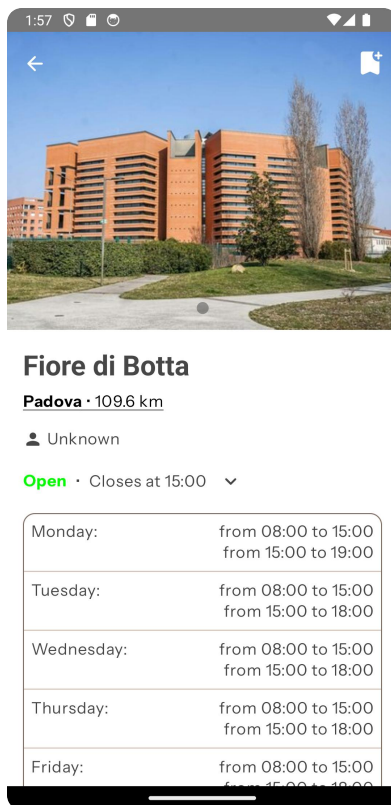 1:57
Fiore di Botta
Padova · 109.6 km
Unknown
Open · Closes at 15:00
Monday: from 08:00 to 15:00
from 15:00 to 19:00
Tuesday: from 08:00 to 15:00
from 15:00 to 18:00
Wednesday: from 08:00 to 15:00
from 15:00 to 18:00
Thursday: from 08:00 to 15:00
from 15:00 to 18:00
Friday: from 08:00 to 15:00